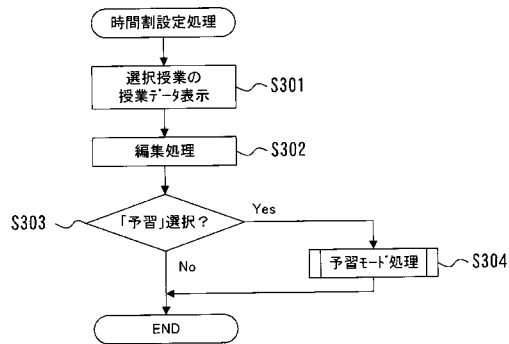 時間割設定処理
選択授業の
授業ﾃﾞｰﾀ表示
S301
編集処理
S302
S303
「予習」選択？
Yes
No
予習ﾓｰﾄﾞ処理
S304
END